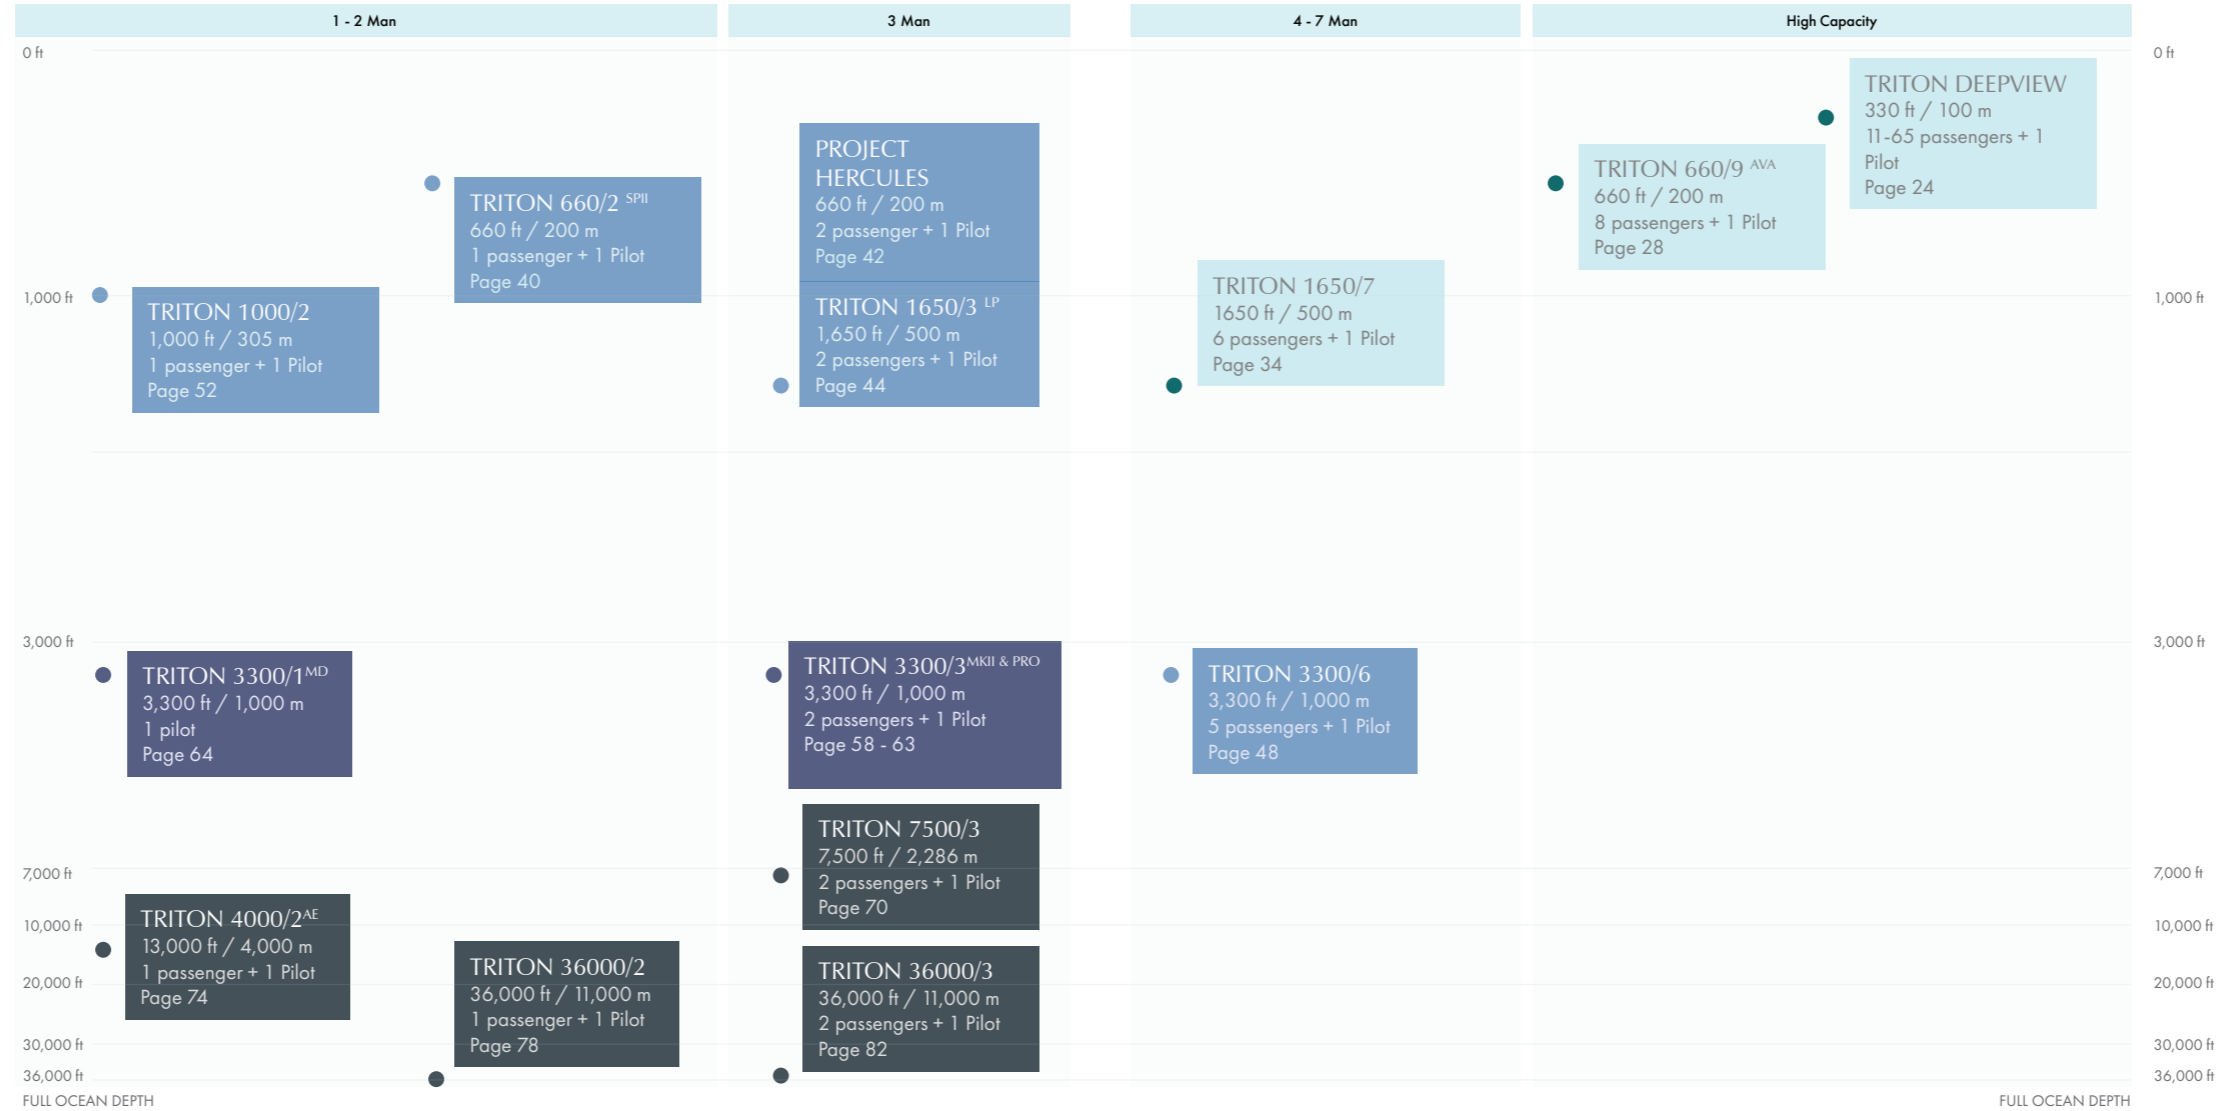 1 - 2 Man
3 Man
4 - 7 Man
High Capacity
0 ft
0 ft
TRITON DEEPVIEW
330 ft / 100 m
11-65 passengers + 1
Pilot
Page 24
PROJECT
HERCULES
660 ft / 200 m
2 passenger + 1 Pilot
Page 42
TRITON 660/9 AVA
660 ft / 200 m
8 passengers + 1 Pilot
Page 28
TRITON 660/2 SPII
660 ft / 200 m
1 passenger + 1 Pilot
Page 40
1,000 ft
1,000 ft
TRITON 1000/2
1,000 ft / 305 m
1 passenger + 1 Pilot
Page 52
TRITON 1650/3 LP
1,650 ft / 500 m
2 passengers + 1 Pilot
Page 44
TRITON 1650/7
1650 ft / 500 m
6 passengers + 1 Pilot
Page 34
3,000 ft
3,000 ft
TRITON 3300/1 MD
3,300 ft / 1,000 m
1 pilot
Page 64
TRITON 3300/3 MKII & PRO
3,300 ft / 1,000 m
2 passengers + 1 Pilot
Page 58 - 63
TRITON 3300/6
3,300 ft / 1,000 m
5 passengers + 1 Pilot
Page 48
TRITON 7500/3
7,500 ft / 2,286 m
2 passengers + 1 Pilot
Page 70
7,000 ft
7,000 ft
TRITON 4000/2 AE
13,000 ft / 4,000 m
1 passenger + 1 Pilot
Page 74
10,000 ft
10,000 ft
TRITON 36000/2
36,000 ft / 11,000 m
1 passenger + 1 Pilot
Page 78
TRITON 36000/3
36,000 ft / 11,000 m
2 passengers + 1 Pilot
Page 82
20,000 ft
20,000 ft
30,000 ft
30,000 ft
36,000 ft
36,000 ft
FULL OCEAN DEPTH
FULL OCEAN DEPTH